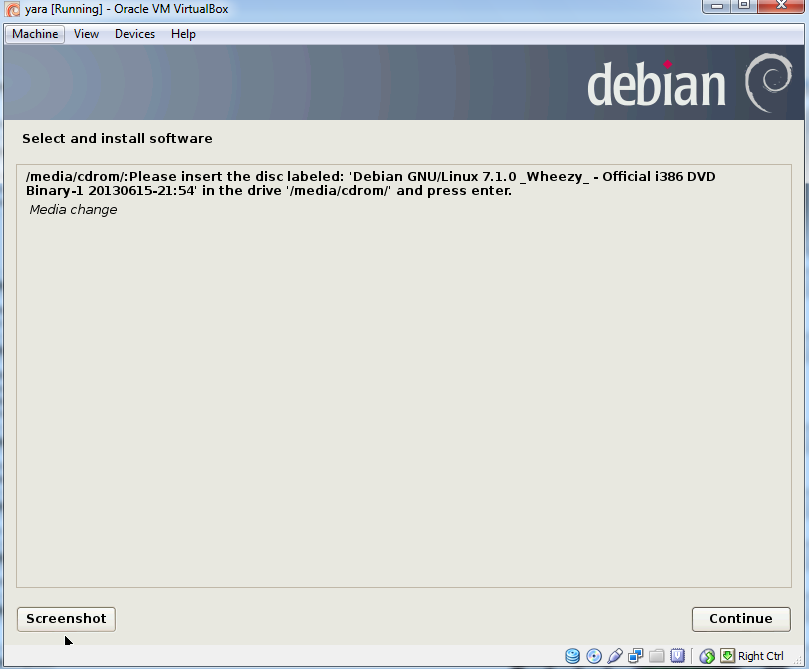 yara [Running] - Oracle VM VirtualBox
Machine View Devices Help
debian
Select and install software
/media/cdrom/:Please insert the disc labeled: 'Debian GNU/Linux 7.1.0 _Wheezy_ - Official i386 DVD
Binary-1 20130615-21:54' in the drive '/media/cdrom/' and press enter.
Media change
Screenshot
Continue
Right Ctrl